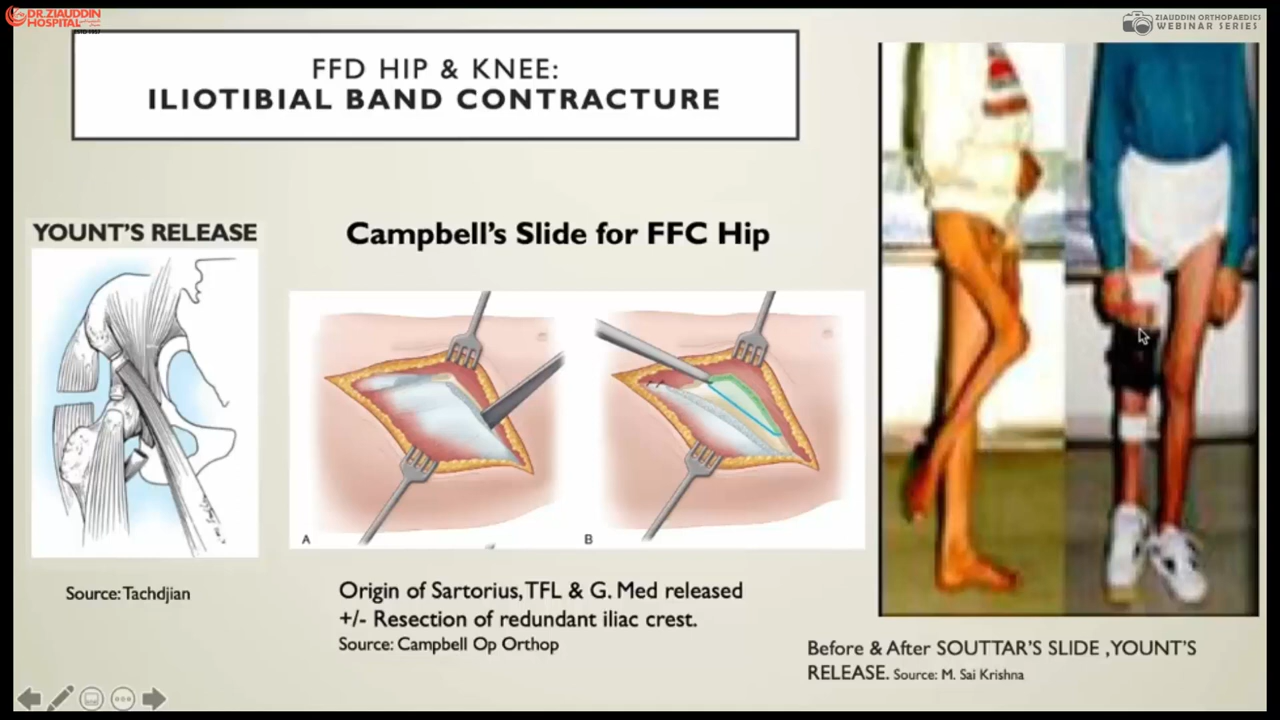 DR.ZIAUDDIN
HOSPITAL
ZIAUDDIN ORTHOPAEDICS
WEBINAR SERIES
FFD HIP & KNEE:
ILIOTIBIAL BAND CONTRACTURE
YOUNT'S RELEASE
Campbell's Slide for FFC Hip
A
B
Source: Tachdjian
Origin of Sartorius, TFL & G. Med released
+/- Resection of redundant iliac crest.
Source: Campbell Op Orthop
Before & After SOUTTAR'S SLIDE ,YOUNT'S
RELEASE. Source: M. Sai Krishna